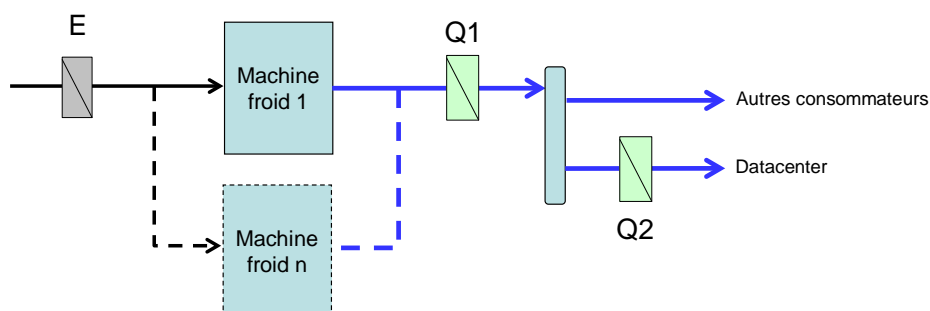 E
Q1
Machine
froid 1
Autres consommateurs
Datacenter
Q2
Machine
froid n